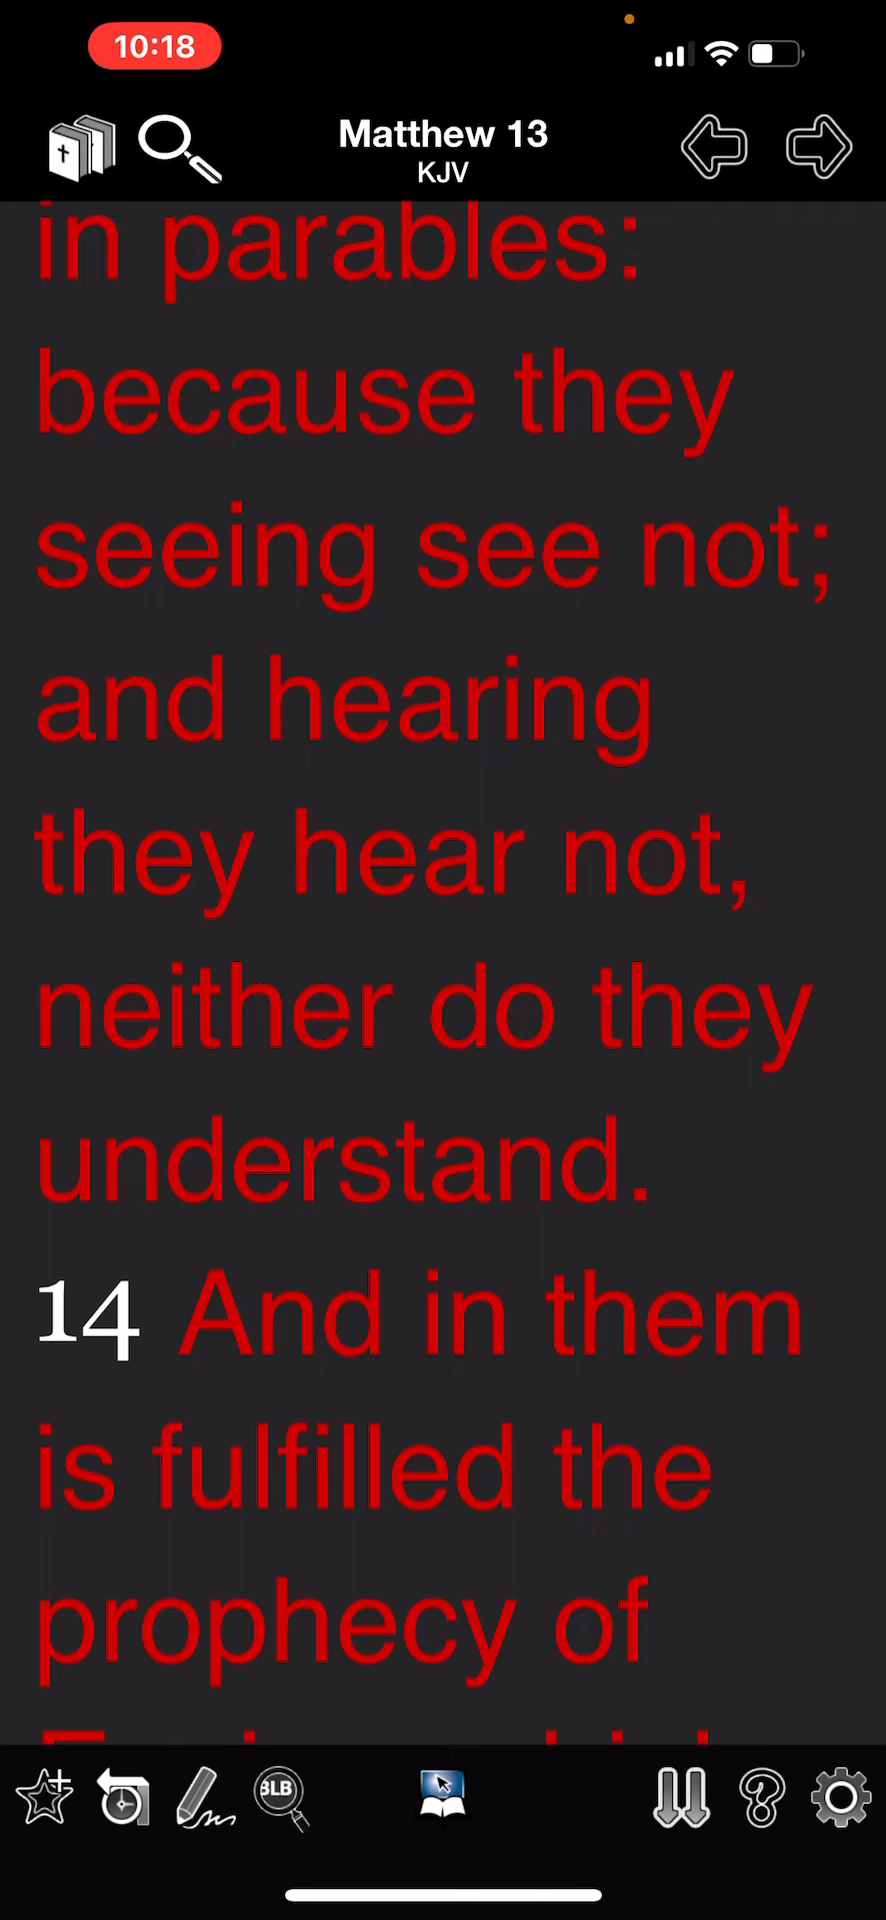 10:18
Matthew 13
KJV
in parables:
because they
seeing see not;
and hearing
they hear not,
neither do they
understand.
14 And in them
is fulfilled the
prophecy of
BLB